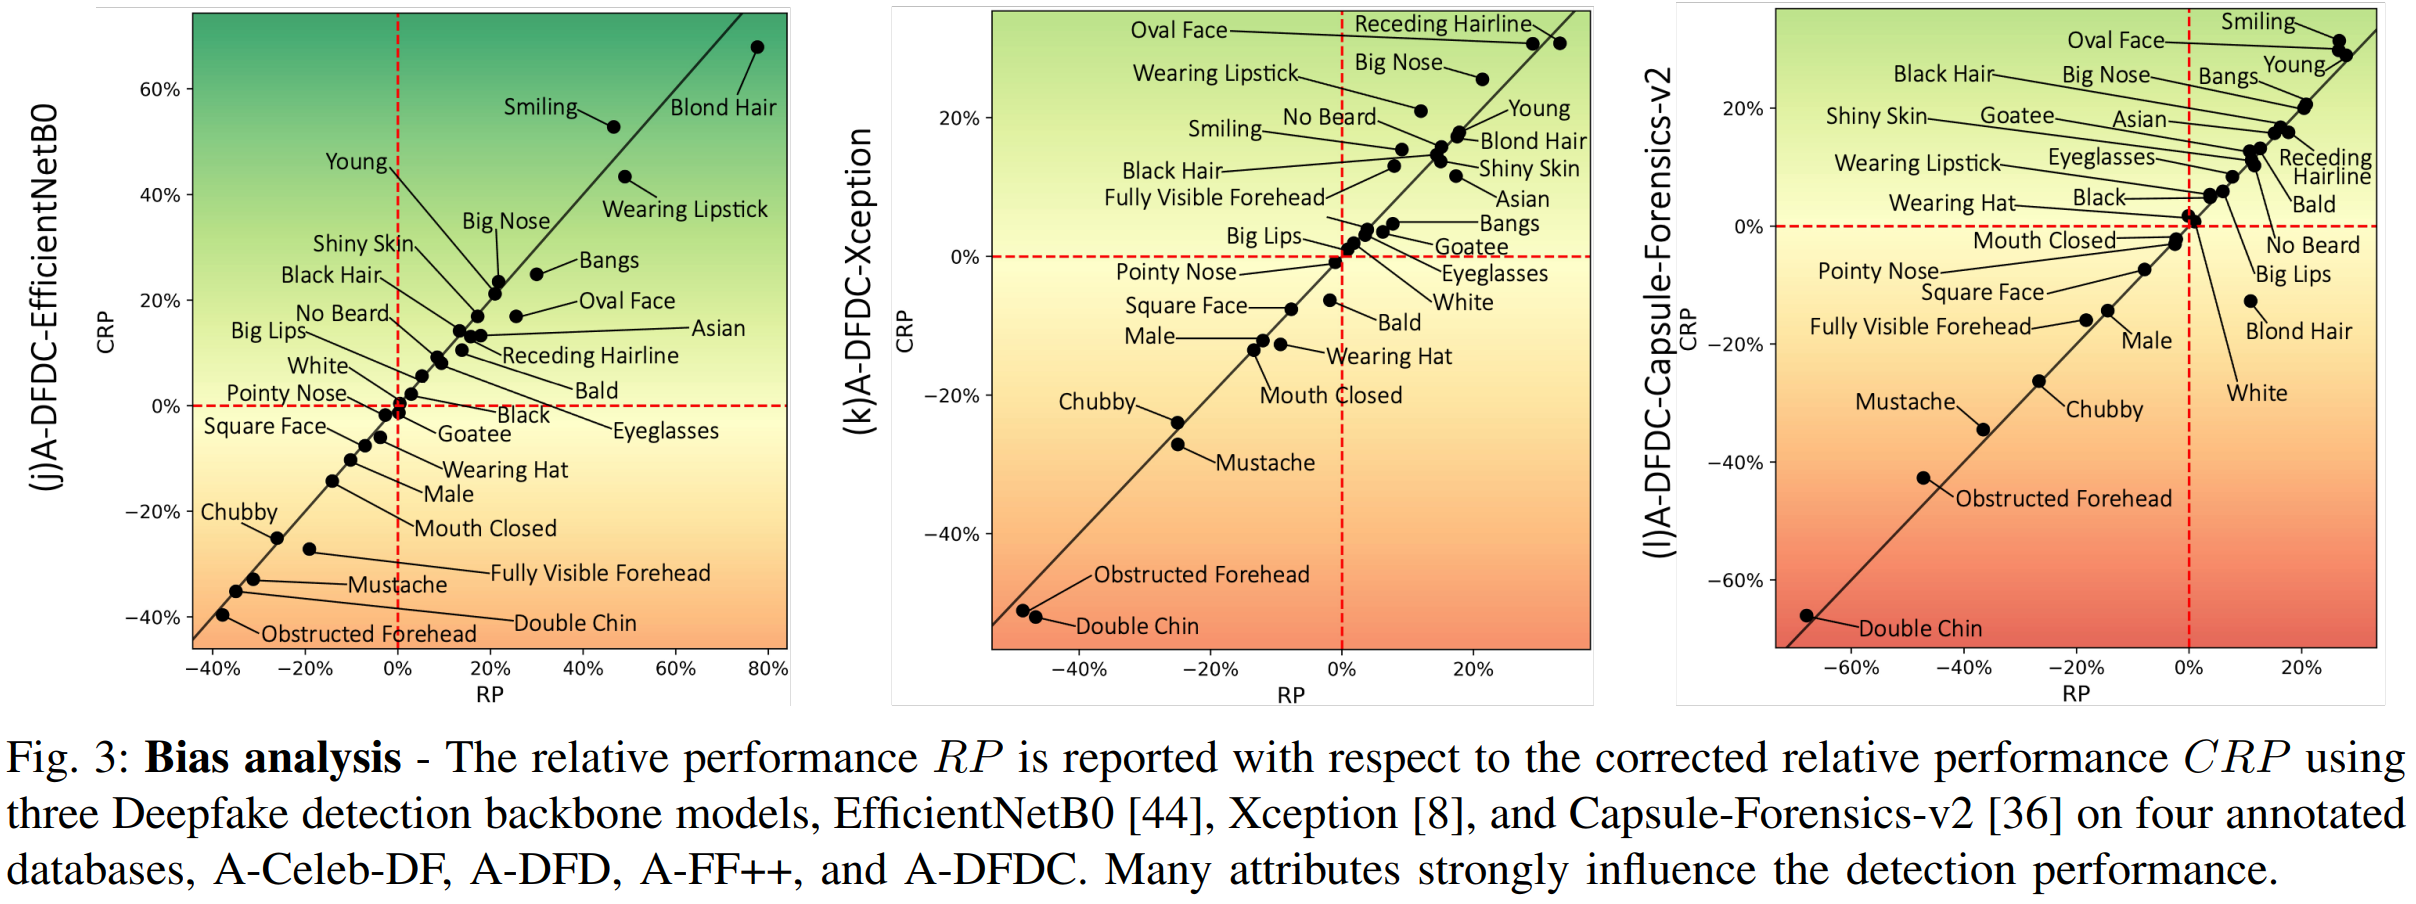 (j)A-DFDC-EfficientNetB0
CRP
60%
40%
20%
0%
−20%
−40%
Blond Hair
Smiling
Young
Wearing Lipstick
Big Nose
Shiny Skin
Bangs
Black Hair
Oval Face
No Beard
Asian
Big Lips
Receding Hairline
White
Bald
Pointy Nose
Black
Square Face
Goatee
Eyeglasses
Wearing Hat
Male
Chubby
Mouth Closed
Fully Visible Forehead
Mustache
Double Chin
Obstructed Forehead
−40%
−20%
0%
20%
40%
60%
80%
RP
(k)A-DFDC-Xception
CRP
20%
0%
−20%
−40%
Receding Hairline
Oval Face
Big Nose
Wearing Lipstick
Young
No Beard
Smiling
Blond Hair
Black Hair
Shiny Skin
Fully Visible Forehead
Asian
Bangs
Big Lips
Goatee
Pointy Nose
Eyeglasses
White
Square Face
Bald
Male
Wearing Hat
Mouth Closed
Chubby
Mustache
Obstructed Forehead
Double Chin
−40%
−20%
0%
20%
RP
(l)A-DFDC-Capsule-Forensics-v2
CRP
20%
0%
−20%
−40%
−60%
Smiling
Oval Face
Young
Black Hair
Big Nose
Bangs
Shiny Skin
Goatee
Asian
Receding
Hairline
Wearing Lipstick
Eyeglasses
Black
Bald
Wearing Hat
Mouth Closed
No Beard
Pointy Nose
Big Lips
Square Face
Fully Visible Forehead
Blond Hair
Male
White
Mustache
Chubby
Obstructed Forehead
Double Chin
−60%
−40%
−20%
0%
20%
RP
Fig. 3: Bias analysis - The relative performance RP is reported with respect to the corrected relative performance CRP using
three Deepfake detection backbone models, EfficientNetB0 [44], Xception [8], and Capsule-Forensics-v2 [36] on four annotated
databases, A-Celeb-DF, A-DFD, A-FF++, and A-DFDC. Many attributes strongly influence the detection performance.